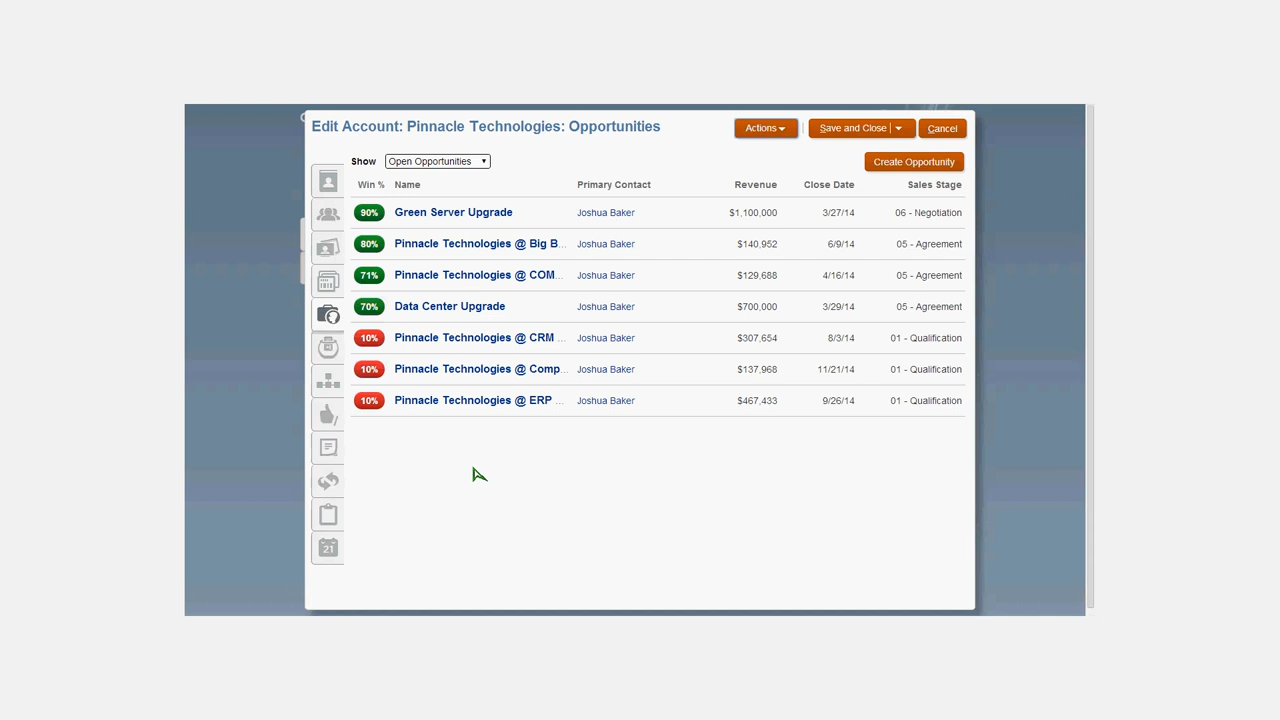 Edit Account: Pinnacle Technologies: Opportunities
Actions
Save and Close
Cancel
Show Open Opportunities
Create Opportunity
Win % Name Primary Contact Revenue Close Date Sales Stage
90% Green Server Upgrade Joshua Baker $1,100,000 3/27/14 06 - Negotiation
80% Pinnacle Technologies @ Big B... Joshua Baker $140,952 6/9/14 05 - Agreement
71% Pinnacle Technologies @ COM... Joshua Baker $129,688 4/16/14 05 - Agreement
70% Data Center Upgrade Joshua Baker $700,000 3/29/14 05 - Agreement
10% Pinnacle Technologies @ CRM ... Joshua Baker $307,654 8/3/14 01 - Qualification
10% Pinnacle Technologies @ Comp... Joshua Baker $137,968 11/21/14 01 - Qualification
10% Pinnacle Technologies @ ERP ... Joshua Baker $467,433 9/26/14 01 - Qualification
21